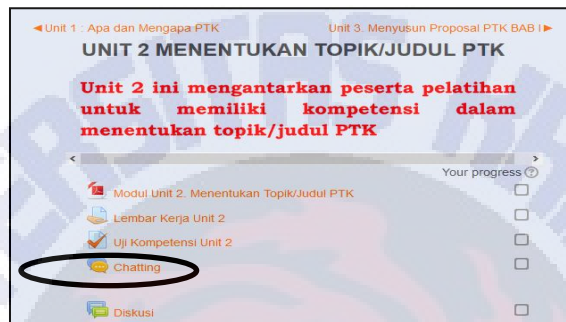 ◄Unit 1 : Apa dan Mengapa PTK
Unit 3. Menyusun Proposal PTK BAB I►
UNIT 2 MENENTUKAN TOPIK/JUDUL PTK
Unit 2 ini mengantarkan peserta pelatihan
untuk memiliki kompetensi dalam
menentukan topik/judul PTK
Your progress
Modul Unit 2. Menentukan Topik/Judul PTK
Lembar Kerja Unit 2
Uji Kompetensi Unit 2
Chatting
Diskusi